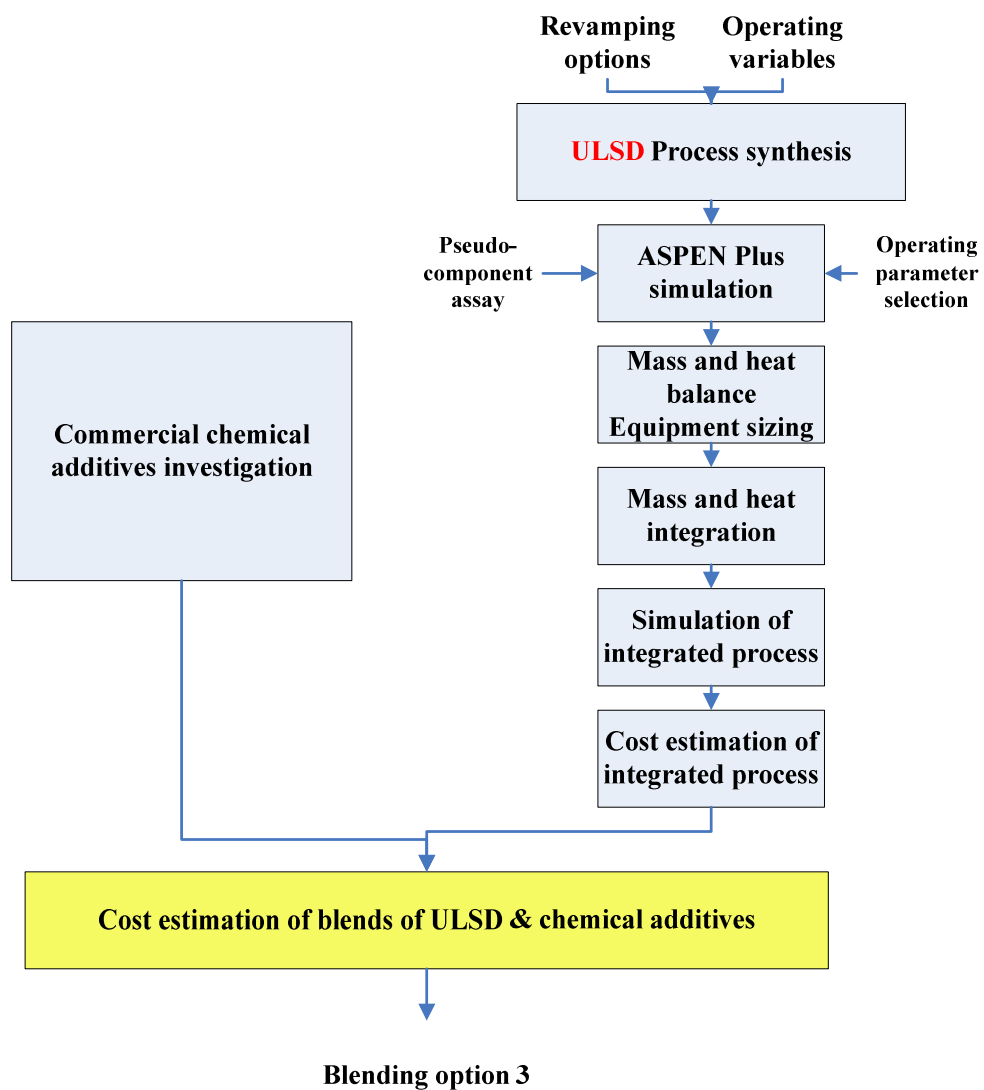 Revamping
options
Operating
variables
ULSD Process synthesis
Pseudo-
component
assay
ASPEN Plus
simulation
Operating
parameter
selection
Mass and heat
balance
Equipment sizing
Commercial chemical
additives investigation
Mass and heat
integration
Simulation of
integrated process
Cost estimation of
integrated process
Cost estimation of blends of ULSD & chemical additives
Blending option 3